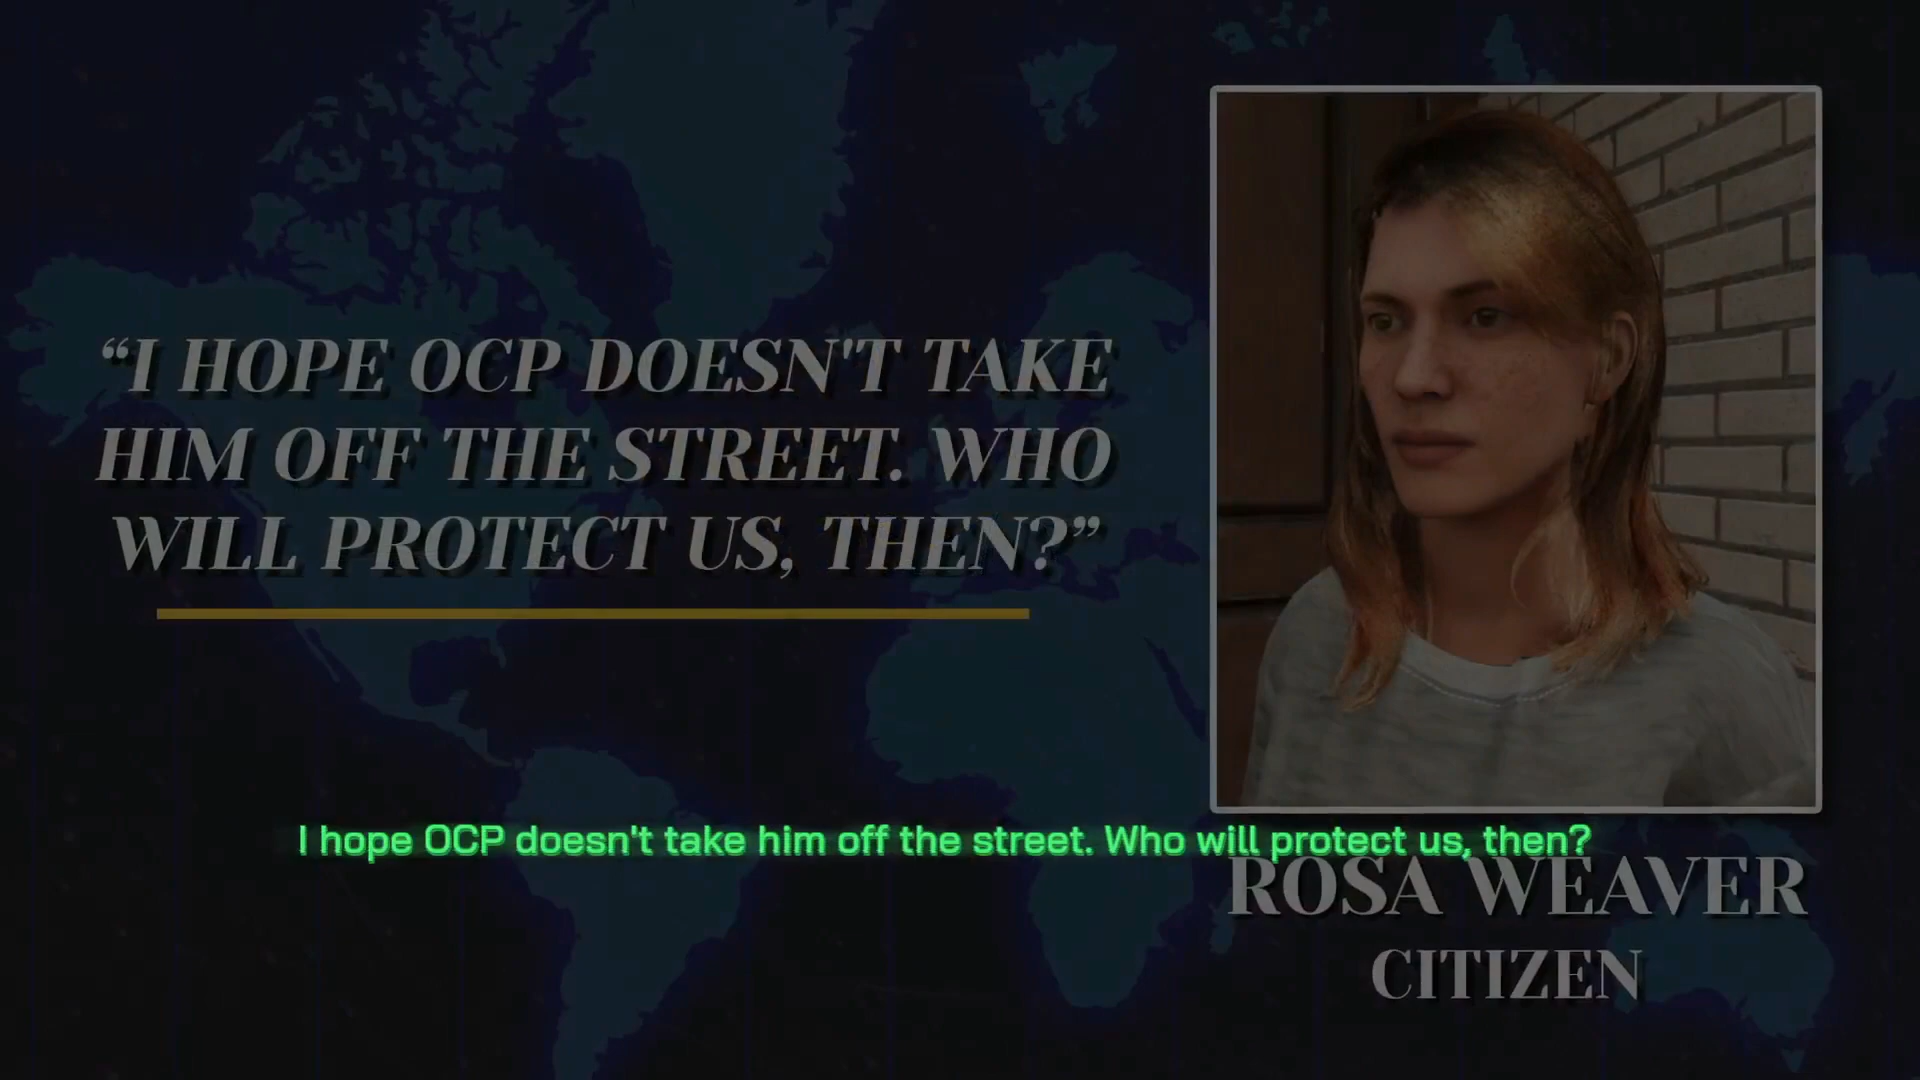 “I HOPE OCP DOESN'T TAKE
HIM OFF THE STREET. WHO
WILL PROTECT US, THEN?”
I hope OCP doesn't take him off the street. Who will protect us, then?
ROSA WEAVER
CITIZEN